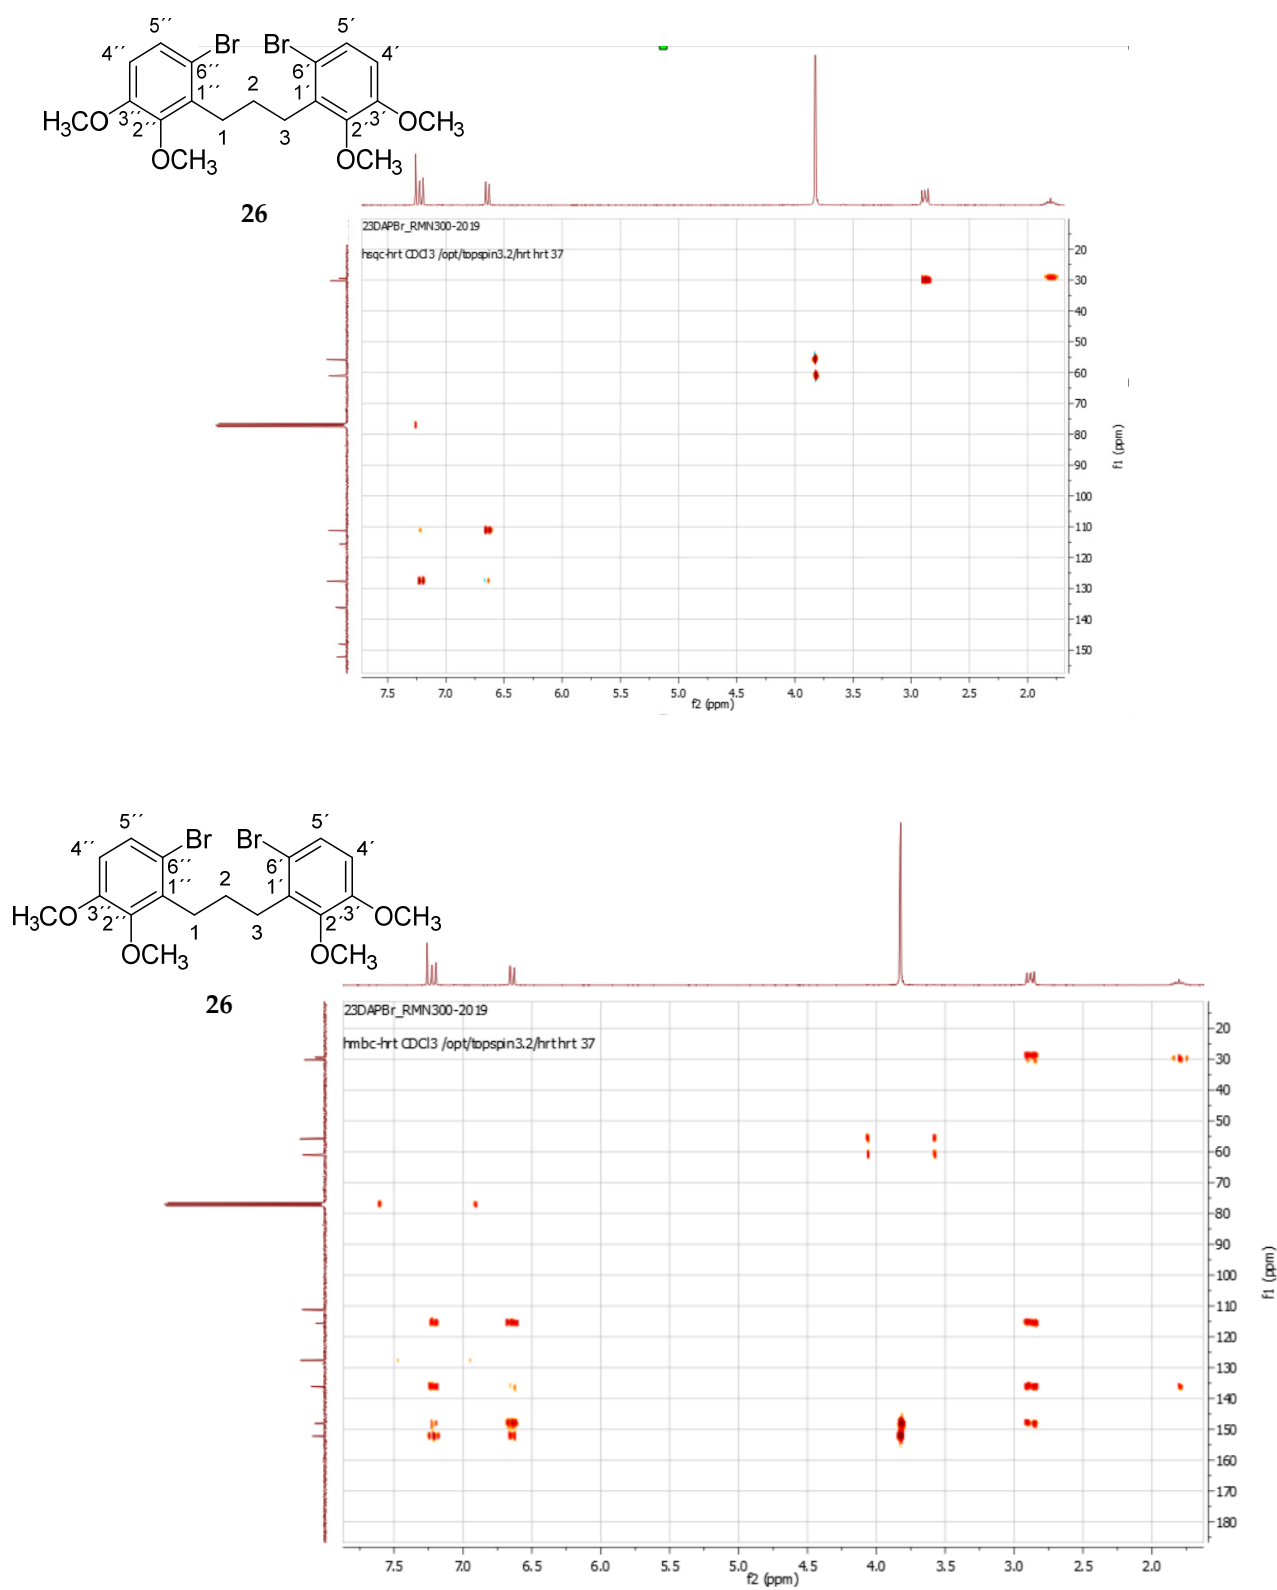 5´´ 5´
4´´ Br Br 4´
6´´ 6´
1´´ 2 1´
H₃CO 3´´ 2´´ 1 3 2´ 3´ OCH₃
OCH₃ OCH₃
26
23DAPBr_RMN300-2019
hsqc-hrt CDCl3 /opt/topspin3.2/hrt hrt 37
20
30
40
50
60
70
80
90
100
110
120
130
140
150
f1 (ppm)
7.5 7.0 6.5 6.0 5.5 5.0 4.5 4.0 3.5 3.0 2.5 2.0
f2 (ppm)
5´´ 5´
4´´ Br Br 4´
6´´ 6´
1´´ 2 1´
H₃CO 3´´ 2´´ 1 3 2´ 3´ OCH₃
OCH₃ OCH₃
26
23DAPBr_RMN300-2019
hmbc-hrt CDCl3 /opt/topspin3.2/hrt hrt 37
20
30
40
50
60
70
80
90
100
110
120
130
140
150
160
170
180
f1 (ppm)
7.5 7.0 6.5 6.0 5.5 5.0 4.5 4.0 3.5 3.0 2.5 2.0
f2 (ppm)